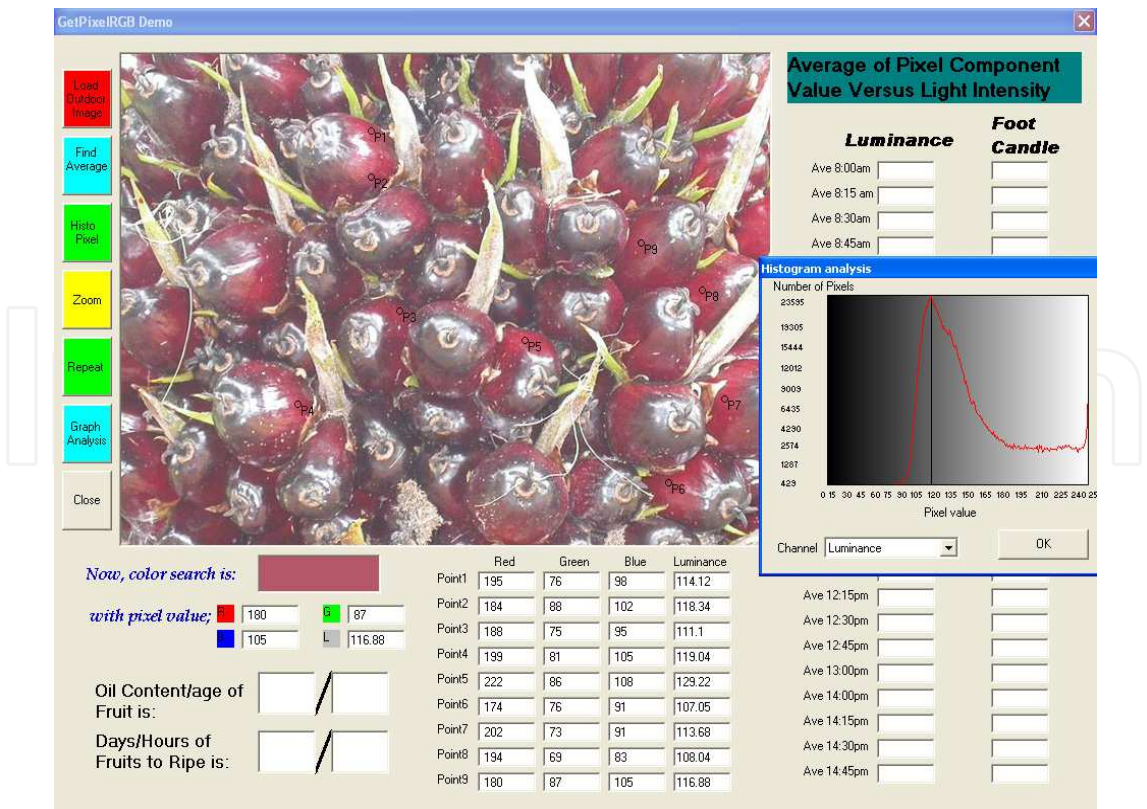 GetPixelRGB Demo
Load
Outdoor
Image
Find
Average
Histo
Pixel
Zoom
Repeat
Graph
Analysis
Close
P1
P2
P9
P8
P3
P5
P7
P4
P6
Average of Pixel Component
Value Versus Light Intensity
Luminance
Foot
Candle
Ave 8:00am
Ave 8:15 am
Ave 8:30am
Ave 8:45am
Histogram analysis
Number of Pixels
23595
19305
15444
12012
9009
6435
4290
2574
1287
429
0 15 30 45 60 75 90 105 120 135 150 165 180 195 210 225 240 25
Pixel value
Channel Luminance
OK
Now, color search is:
with pixel value; R 180 G 87
105 L 116.88
Oil Content/age of
Fruit is:
Days/Hours of
Fruits to Ripe is:
Red Green Blue Luminance
Point1 195 76 98 114.12
Point2 184 88 102 118.34
Point3 188 75 95 111.1
Point4 199 81 105 119.04
Point5 222 86 108 129.22
Point6 174 76 91 107.05
Point7 202 73 91 113.68
Point8 194 69 83 108.04
Point9 180 87 105 116.88
Ave 12:15pm
Ave 12:30pm
Ave 12:45pm
Ave 13:00pm
Ave 14:00pm
Ave 14:15pm
Ave 14:30pm
Ave 14:45pm